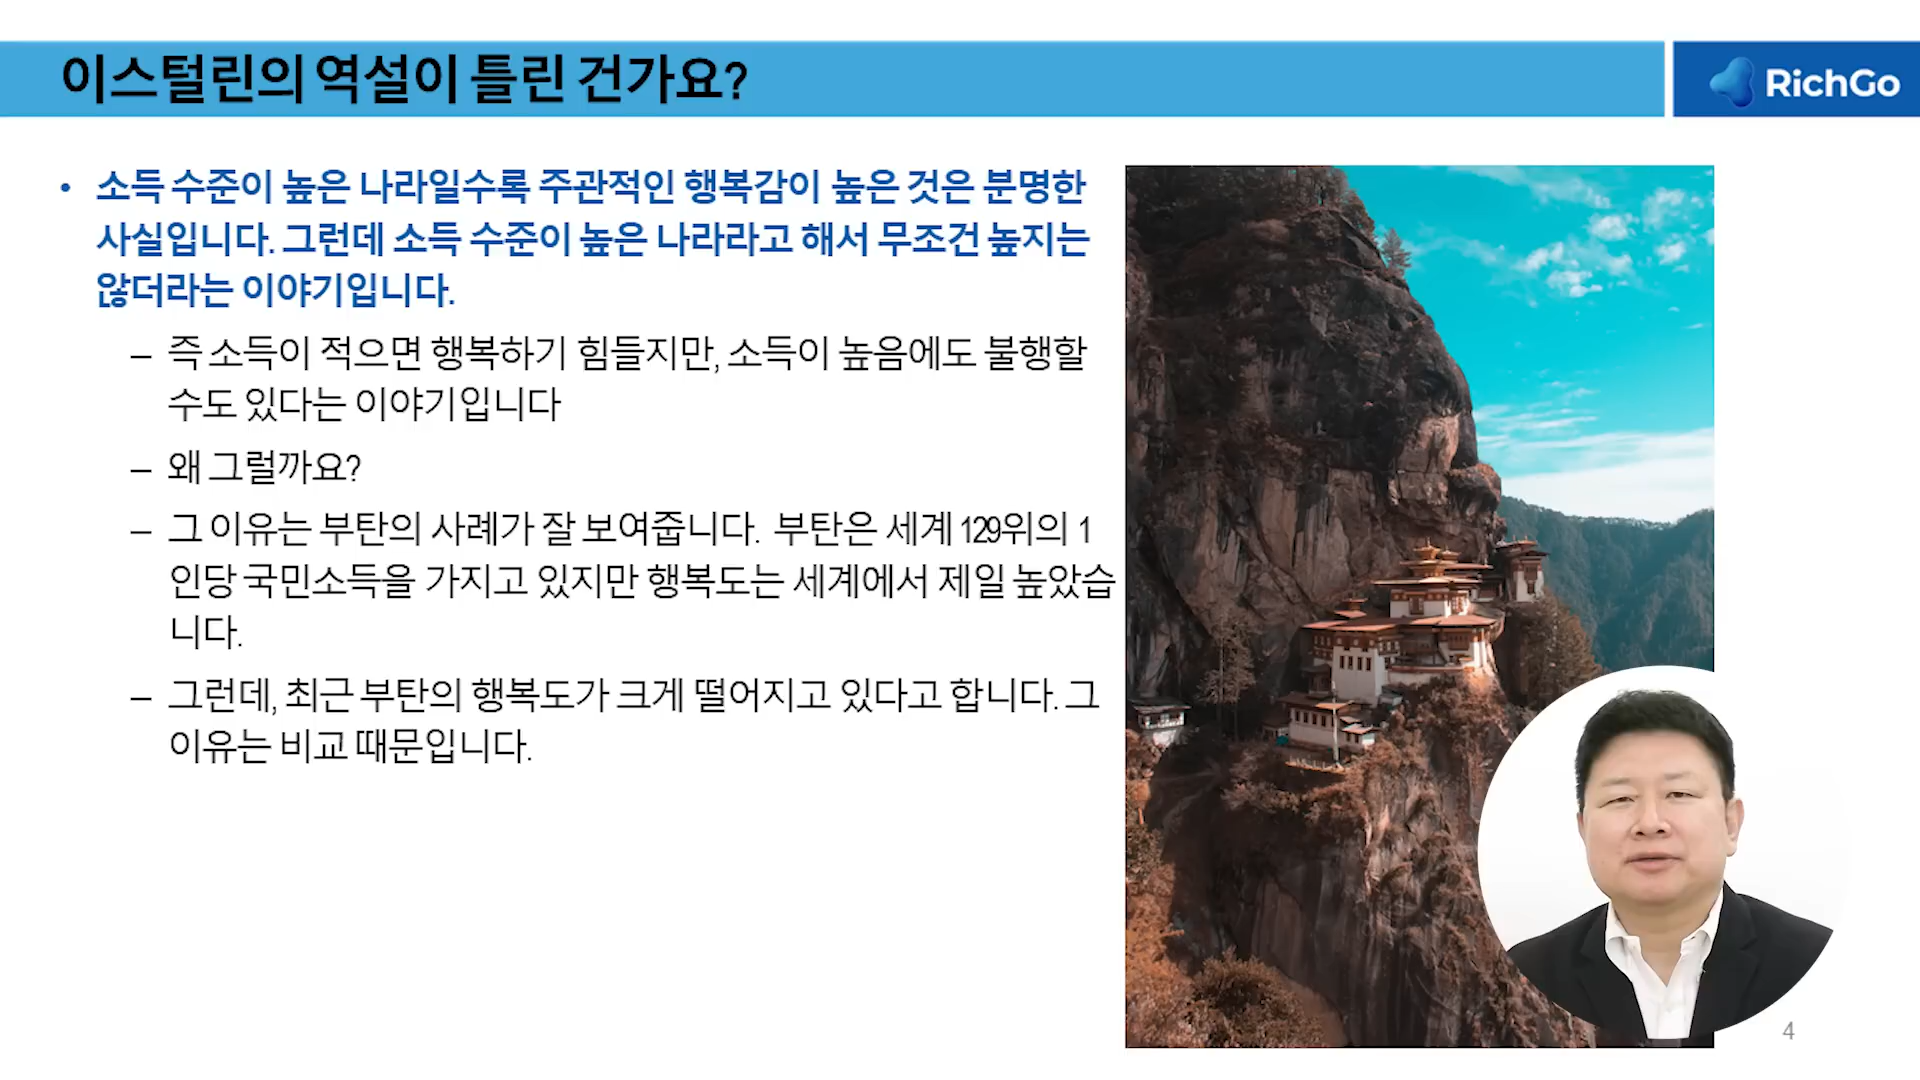 이스털린의 역설이 틀린 건가요?
RichGo
• 소득 수준이 높은 나라일수록 주관적인 행복감이 높은 것은 분명한
사실입니다. 그런데 소득 수준이 높은 나라라고 해서 무조건 높지는
않더라는 이야기입니다.
– 즉 소득이 적으면 행복하기 힘들지만, 소득이 높음에도 불행할
수도 있다는 이야기입니다
– 왜 그럴까요?
– 그 이유는 부탄의 사례가 잘 보여줍니다. 부탄은 세계 129위의 1
인당 국민소득을 가지고 있지만 행복도는 세계에서 제일 높았습
니다.
– 그런데, 최근 부탄의 행복도가 크게 떨어지고 있다고 합니다. 그
이유는 비교 때문입니다.
4